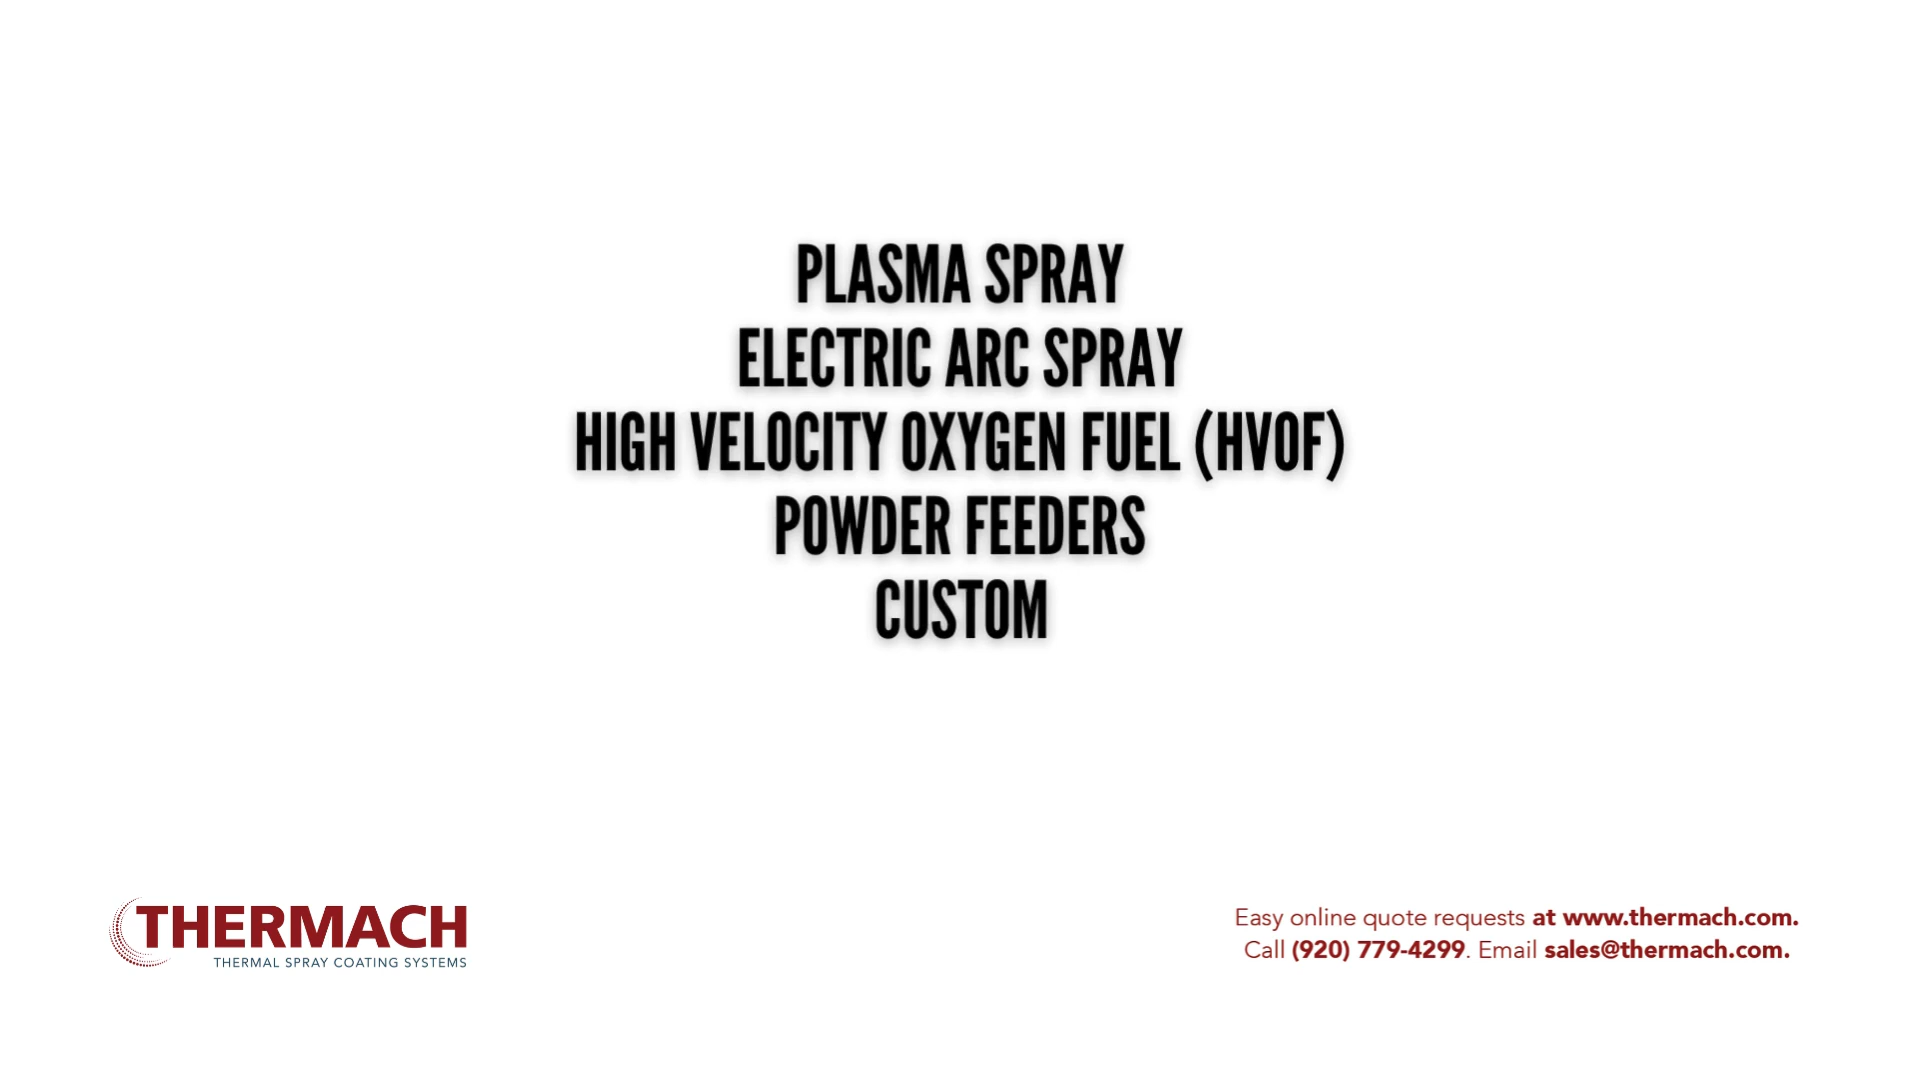 PLASMA SPRAY
ELECTRIC ARC SPRAY
HIGH VELOCITY OXYGEN FUEL (HVOF)
POWDER FEEDERS
CUSTOM
THERMACH
THERMAL SPRAY COATING SYSTEMS
Easy online quote requests at www.thermach.com.
Call (920) 779-4299. Email sales@thermach.com.